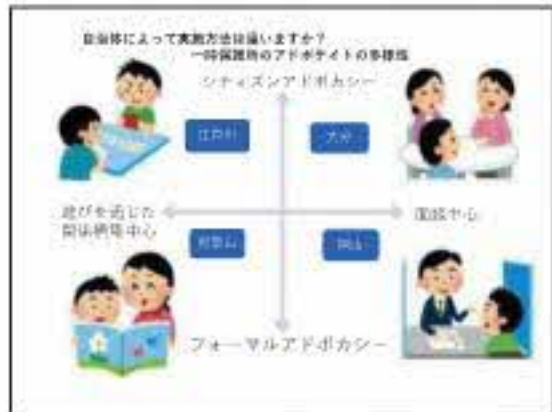 自治体によって実施方法は違いますか？
一時保護所のアドボケイトの多様性
シティズンアドボカシー
江戸川
大分
遊びを通じた
関係構築中心
面談中心
和歌山
岡山
フォーマルアドボカシー